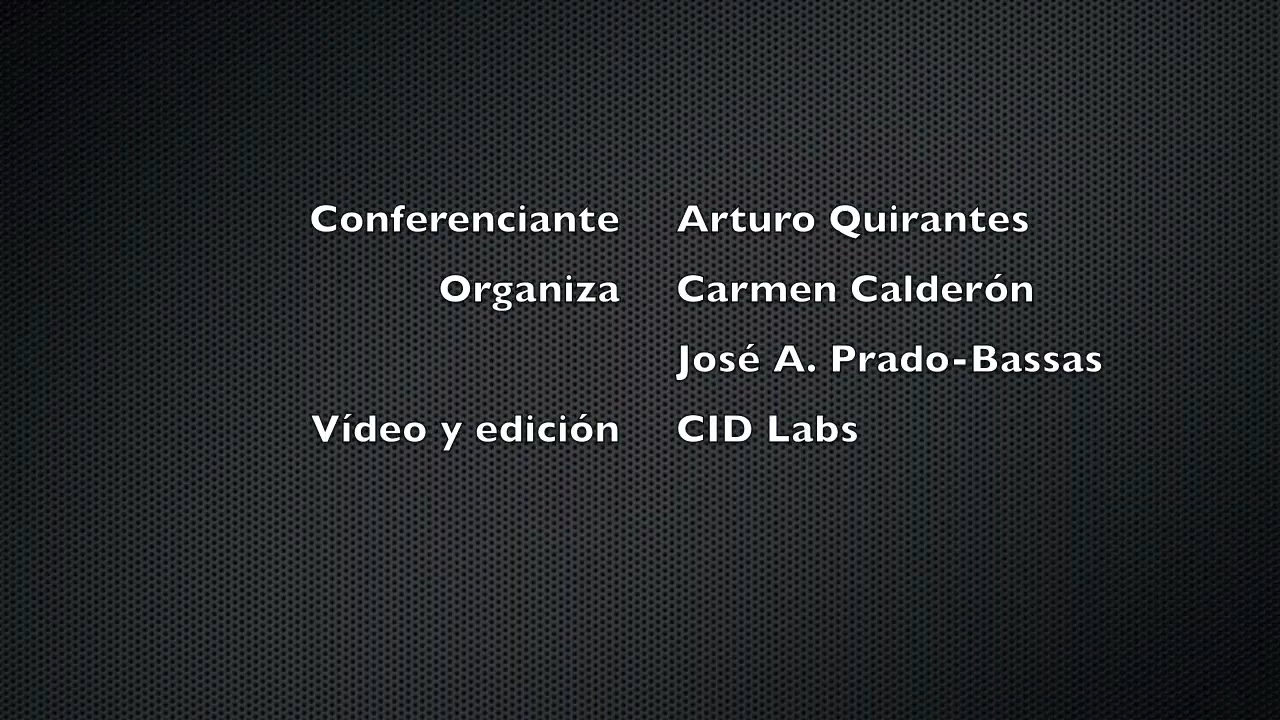 Conferenciante Arturo Quirantes
Organiza Carmen Calderón
José A. Prado-Bassas
Vídeo y edición CID Labs